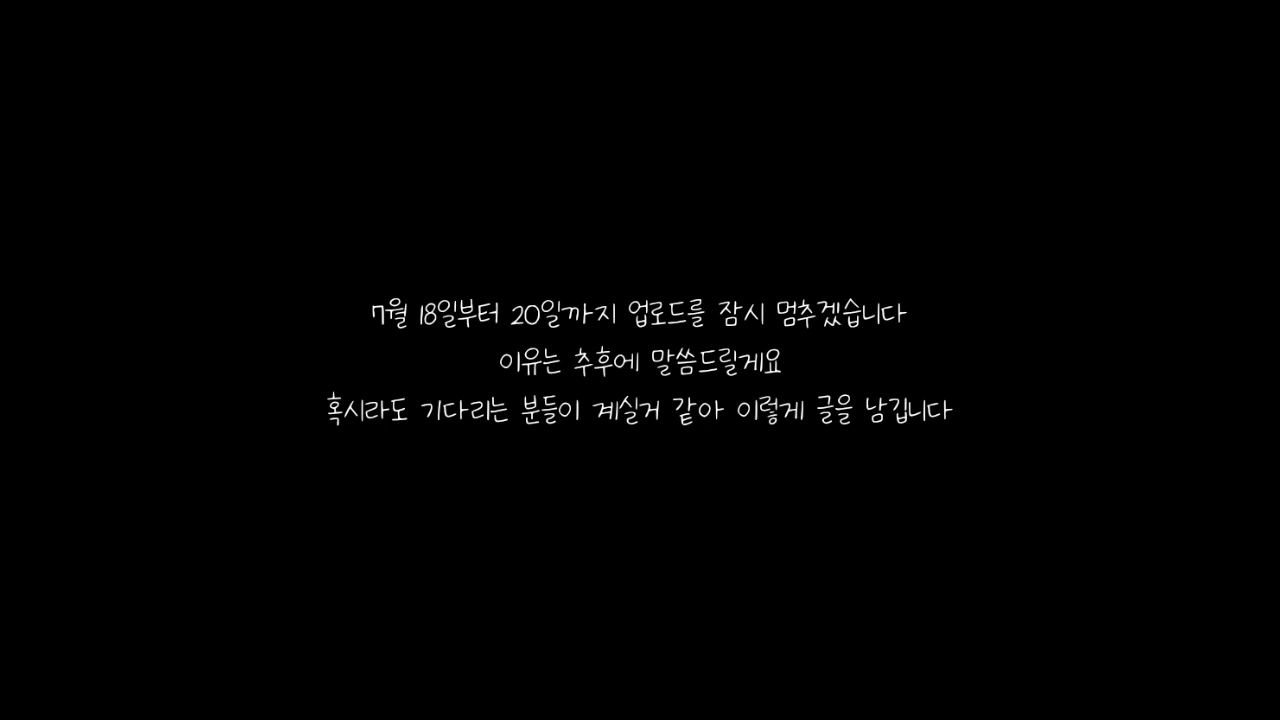 7월 18일부터 20일까지 업로드를 잠시 멈추겠습니다
이유는 추후에 말씀드릴게요
혹시라도 기다리는 분들이 계실거 같아 이렇게 글을 남깁니다